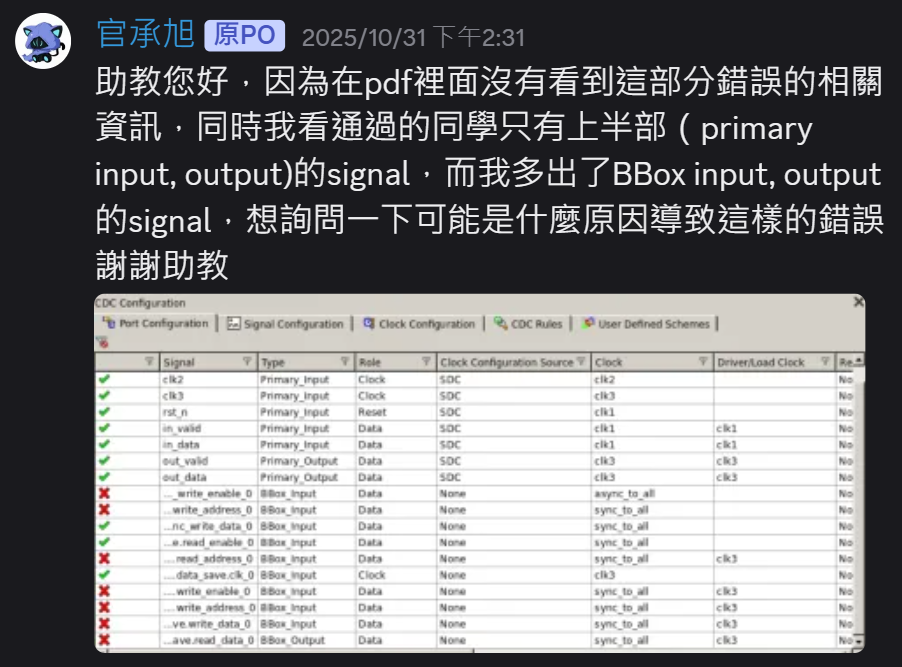 官承旭 原PO 2025/10/31 下午2:31
助教您好，因為在pdf裡面沒有看到這部分錯誤的相關
資訊，同時我看通過的同學只有上半部（primary
input, output)的signal，而我多出了BBox input, output
的signal，想詢問一下可能是什麼原因導致這樣的錯誤
謝謝助教
CDC Configuration
Port Configuration Signal Configuration Clock Configuration CDC Rules User Defined Schemes
Signal Type Role Clock Configuration Source Clock Driver/Load Clock Re...
clk2 Primary_Input Clock SDC clk2 No
clk3 Primary_Input Clock SDC clk3 No
rst_n Primary_Input Reset SDC clk1 No
in_valid Primary_Input Data SDC clk1 clk1 No
in_data Primary_Input Data SDC clk1 clk1 No
out_valid Primary_Output Data SDC clk3 clk3 No
out_data Primary_Output Data SDC clk3 clk3 No
..._write_enable_0 BBox_Input Data None async_to_all No
...write_address_0 BBox_Input Data None sync_to_all No
...nc_write_data_0 BBox_Input Data None sync_to_all No
...e.read_enable_0 BBox_Input Data None sync_to_all No
...read_address_0 BBox_Input Data None sync_to_all clk3 No
...data_save.clk_0 BBox_Input Clock None clk3 No
...write_enable_0 BBox_Input Data None sync_to_all clk3 No
...write_address_0 BBox_Input Data None sync_to_all clk3 No
...ve.write_data_0 BBox_Input Data None sync_to_all clk3 No
...ave.read_data_0 BBox_Output Data None sync_to_all clk3 No